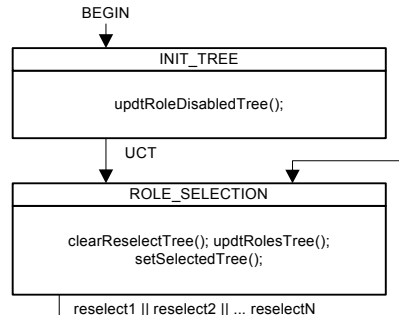 BEGIN
INIT_TREE
updtRoleDisabledTree();
UCT
ROLE_SELECTION
clearReselectTree(); updtRolesTree();
setSelectedTree();
reselect1 || reselect2 || ... reselectN